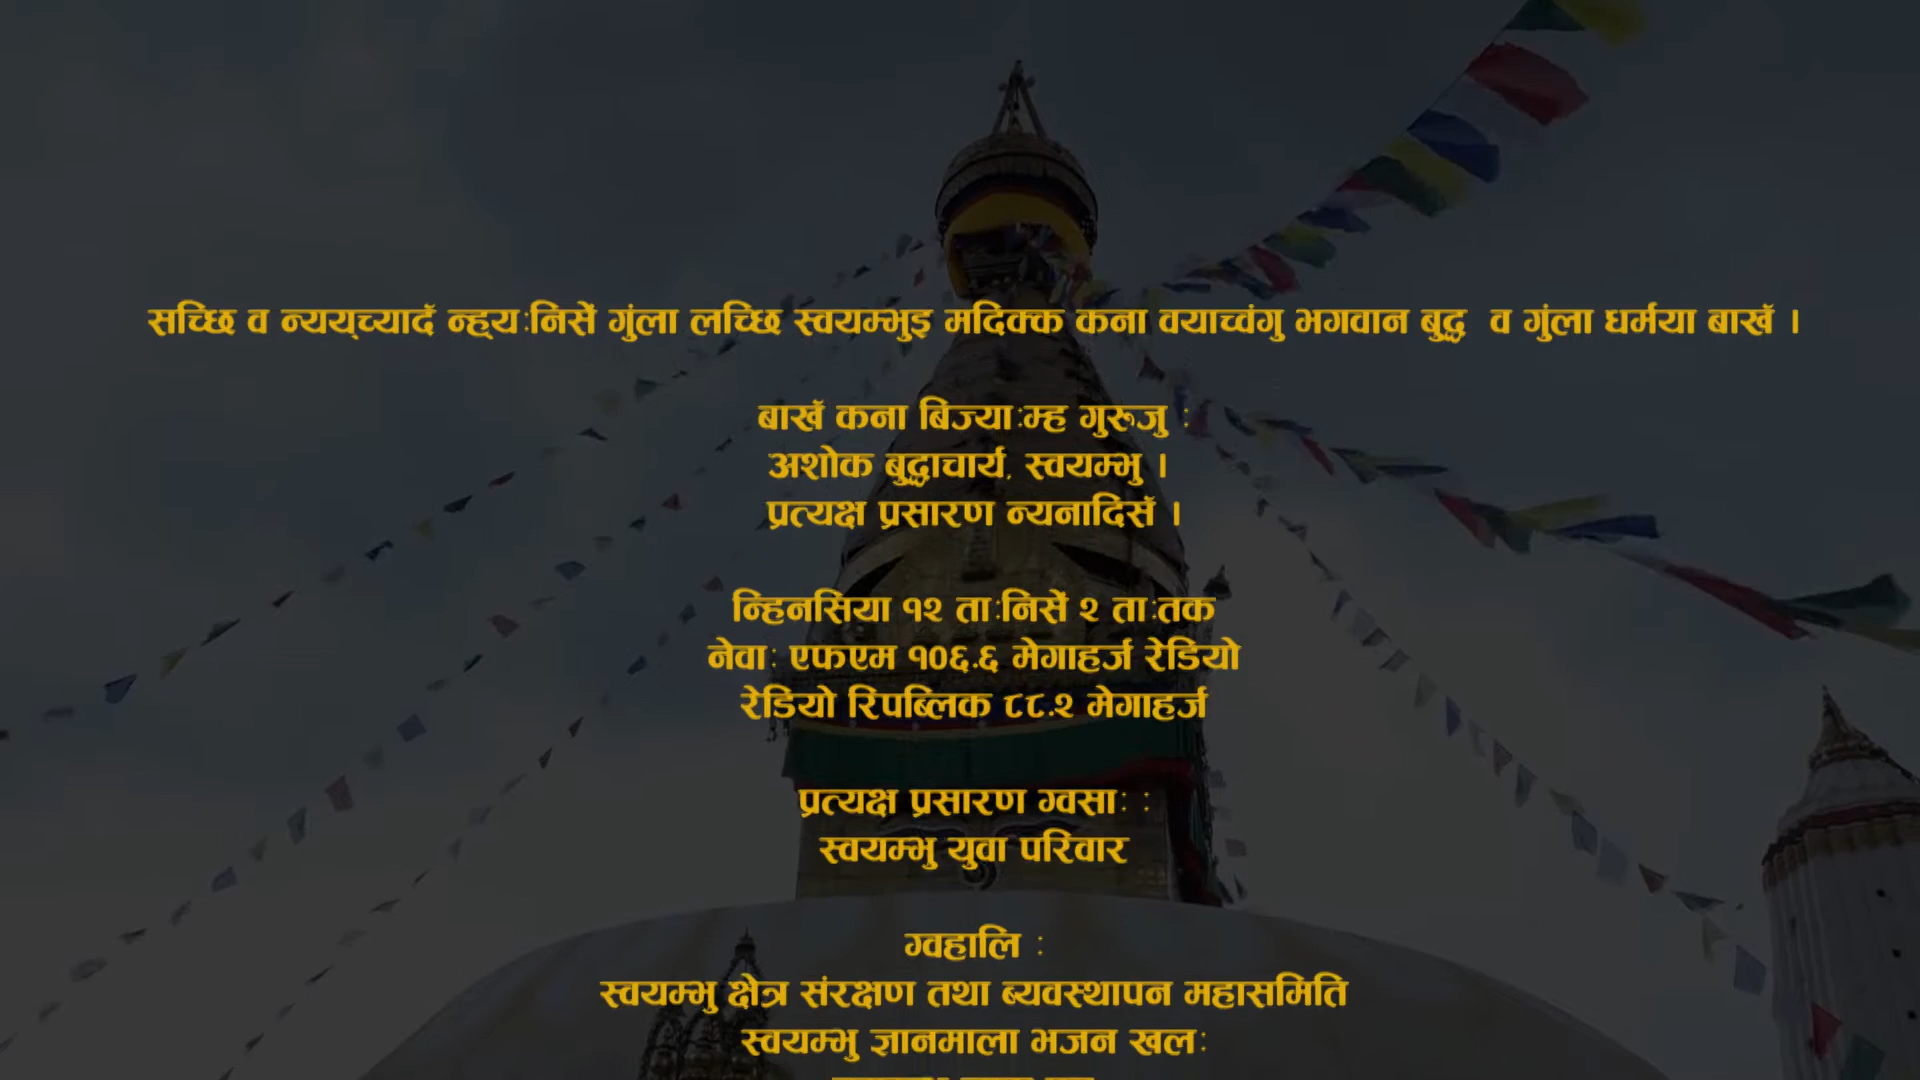 सच्छि व न्यय्च्यादँ न्ह्यःनिसेँ गुंला लच्छि स्वयम्भुइ मदिक्क कना वयाच्वंगु भगवान बुद्ध व गुंला धर्मया बाखँ ।
बाखँ कना बिज्याःम्ह गुरूजु :
अशोक बुद्धाचार्य, स्वयम्भु ।
प्रत्यक्ष प्रसारण न्यनादिसँ ।
न्हिनसिया १२ ताःनिसेँ २ ताःतक
नेवाः एफएम १०६.६ मेगाहर्ज रेडियो
रेडियो रिपब्लिक ८८.२ मेगाहर्ज
प्रत्यक्ष प्रसारण ग्वसाः :
स्वयम्भु युवा परिवार
ग्वहालि :
स्वयम्भु क्षेत्र संरक्षण तथा ब्यवस्थापन महासमिति
स्वयम्भु ज्ञानमाला भजन खलः